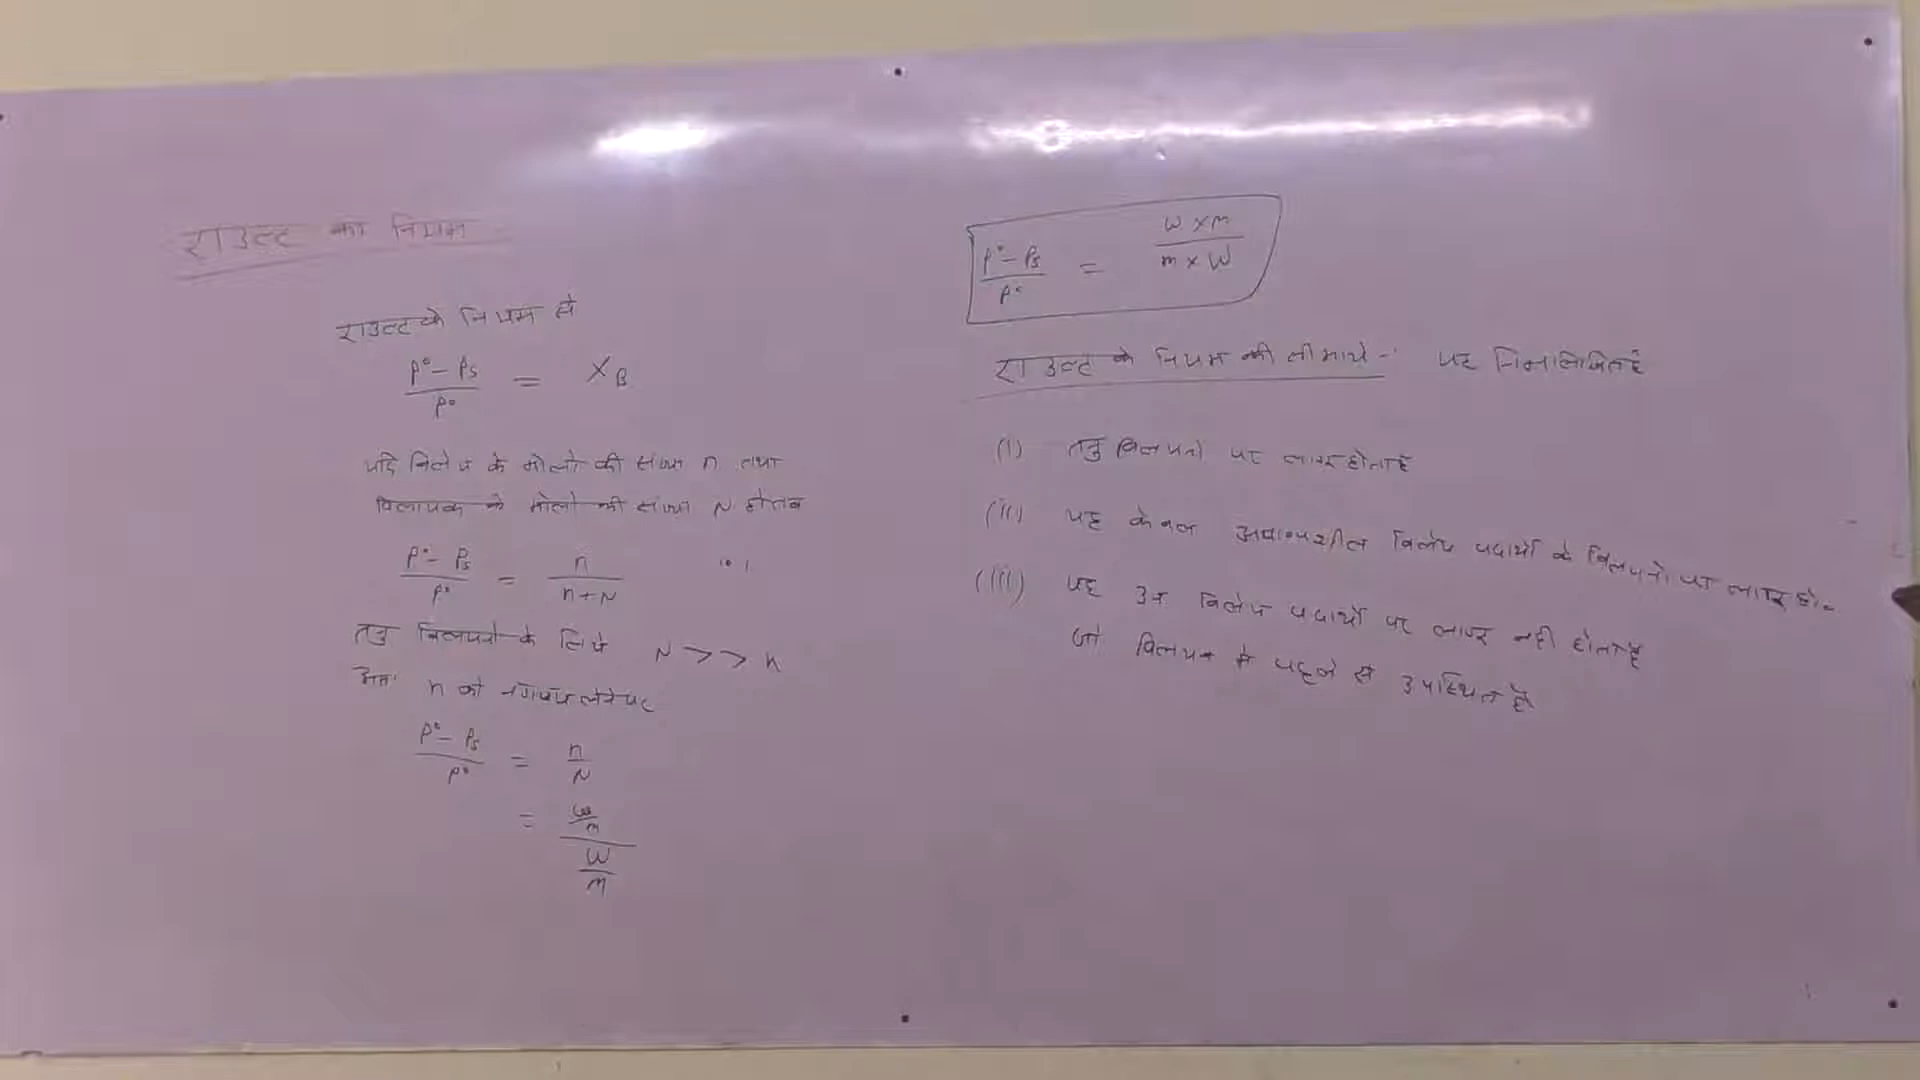 राउल्ट का नियम
राउल्ट के नियम से
P° - Ps / P° = XB
यदि विलेय के मोलो की संख्या n तथा
विलायक के मोलो की संख्या N हो तब
P° - Ps / P° = n / n+N
तनु विलयनो के लिये N >> n
अतः n को नगण्य लेने पर
P° - Ps / P° = n / N
= w/m / W/m
P° - Ps / P° = w × m / m × W
राउल्ट के नियम की सीमाये - यह निम्नलिखित है
(i) तनु विलयनो पर लागू होता है
(ii) यह केवल अवाष्पशील विलेय पदार्थो के विलयनो पर लागू हो-
(iii) यह उन विलेय पदार्थो पर लागू नही होता है
जो विलयन मे पहले से उपस्थित हो